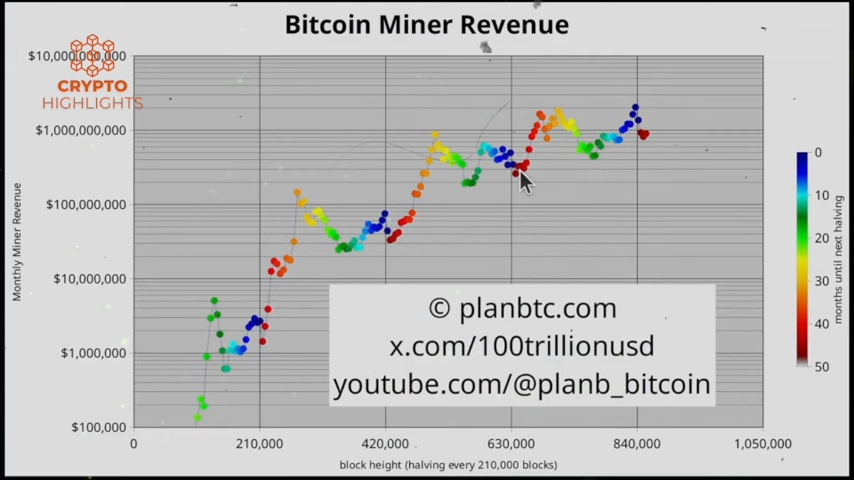 Bitcoin Miner Revenue
CRYPTO
HIGHLIGHTS
$10,000,000,000
$1,000,000,000
$100,000,000
$10,000,000
$1,000,000
$100,000
Monthly Miner Revenue
0
210,000
420,000
630,000
840,000
1,050,000
block height (halving every 210,000 blocks)
© planbtc.com
x.com/100trillionusd
youtube.com/@planb_bitcoin
0
10
20
30
40
50
months until next halving